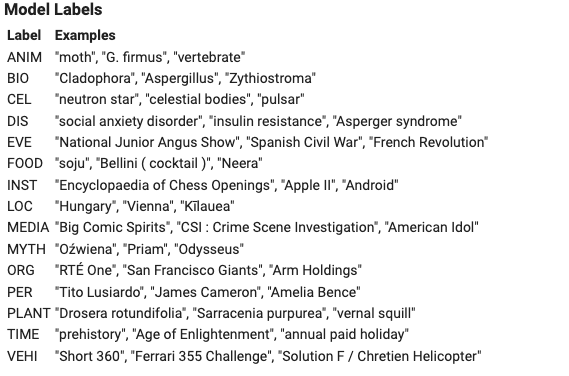 Model Labels
Label Examples
ANIM "moth", "G. firmus", "vertebrate"
BIO "Cladophora", "Aspergillus", "Zythiostroma"
CEL "neutron star", "celestial bodies", "pulsar"
DIS "social anxiety disorder", "insulin resistance", "Asperger syndrome"
EVE "National Junior Angus Show", "Spanish Civil War", "French Revolution"
FOOD "soju", "Bellini ( cocktail )", "Neera"
INST "Encyclopaedia of Chess Openings", "Apple II", "Android"
LOC "Hungary", "Vienna", "Kīlauea"
MEDIA "Big Comic Spirits", "CSI : Crime Scene Investigation", "American Idol"
MYTH "Oźwiena", "Priam", "Odysseus"
ORG "RTÉ One", "San Francisco Giants", "Arm Holdings"
PER "Tito Lusiardo", "James Cameron", "Amelia Bence"
PLANT "Drosera rotundifolia", "Sarracenia purpurea", "vernal squill"
TIME "prehistory", "Age of Enlightenment", "annual paid holiday"
VEHI "Short 360", "Ferrari 355 Challenge", "Solution F / Chretien Helicopter"